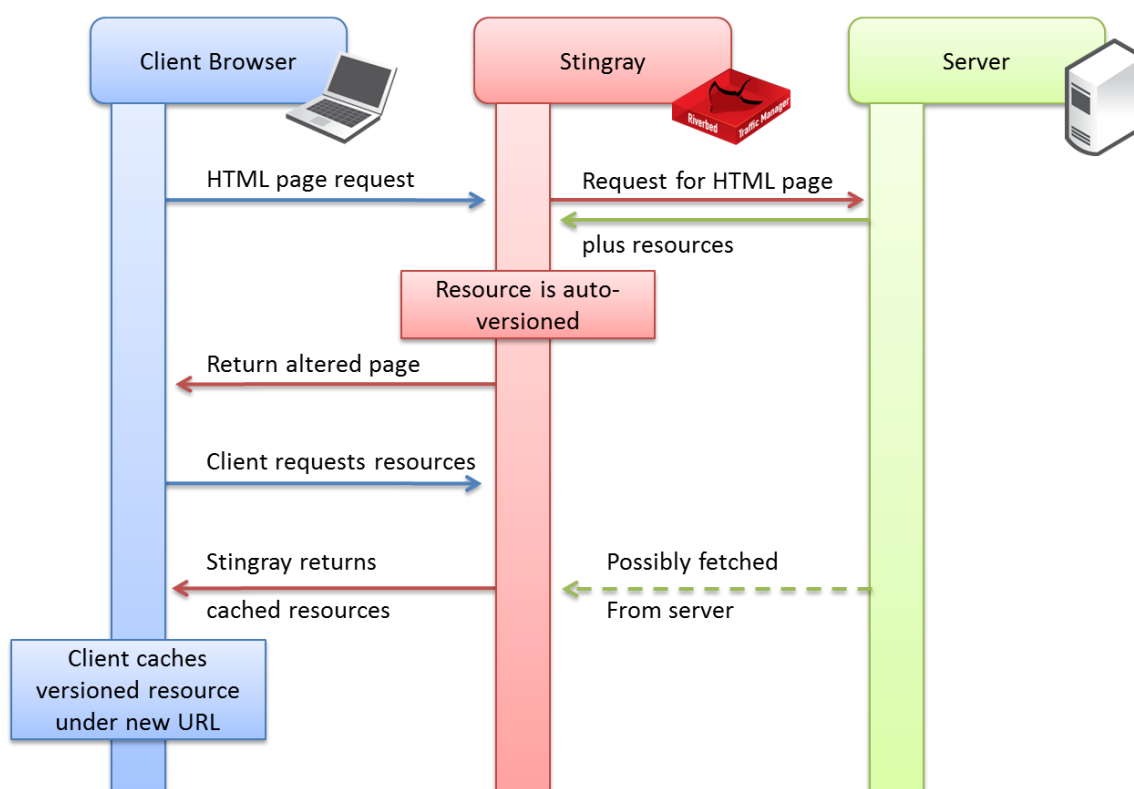 Client Browser
Stingray
Server
Riverbed
Traffic Manager
HTML page request
Request for HTML page
plus resources
Resource is auto-
versioned
Return altered page
Client requests resources
Stingray returns
cached resources
Possibly fetched
From server
Client caches
versioned resource
under new URL